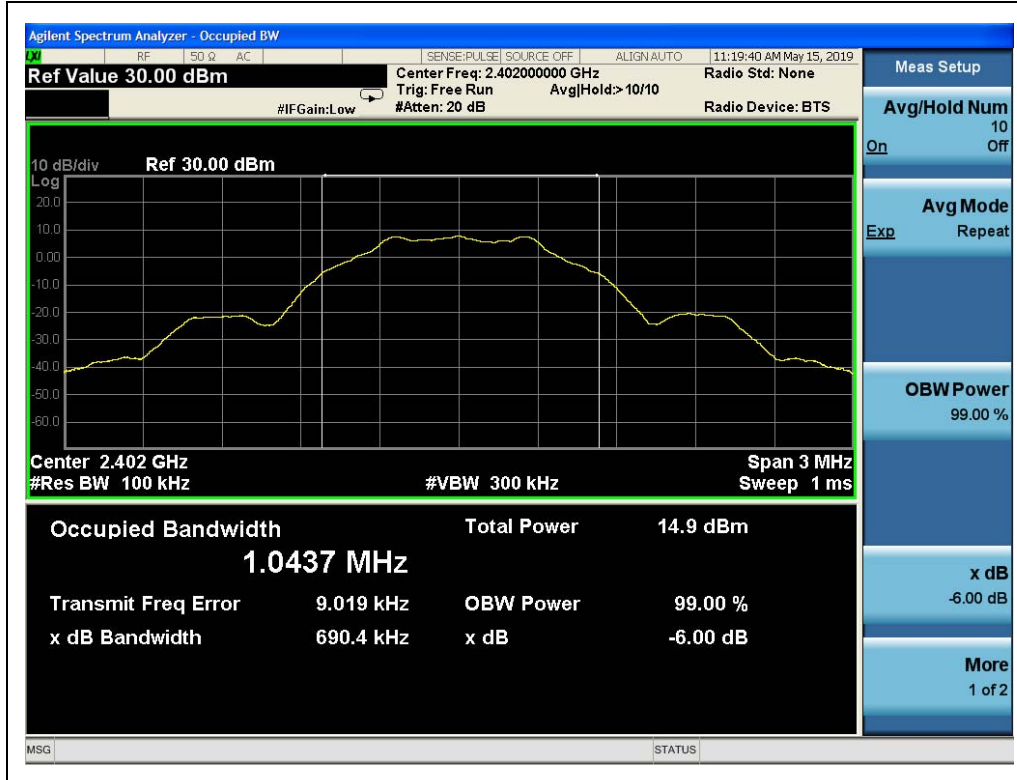 Agilent Spectrum Analyzer - Occupied BW
LXI RF 50 Ω AC SENSE:PULSE SOURCE OFF ALIGN AUTO 11:19:40 AM May 15, 2019
Ref Value 30.00 dBm Center Freq: 2.402000000 GHz Radio Std: None
Trig: Free Run Avg|Hold:> 10/10
#IFGain:Low #Atten: 20 dB Radio Device: BTS
10 dB/div Ref 30.00 dBm
Log
20.0
10.0
0.00
-10.0
-20.0
-30.0
-40.0
-50.0
-60.0
Center 2.402 GHz Span 3 MHz
#Res BW 100 kHz #VBW 300 kHz Sweep 1 ms
Occupied Bandwidth Total Power 14.9 dBm
1.0437 MHz
Transmit Freq Error 9.019 kHz OBW Power 99.00 %
x dB Bandwidth 690.4 kHz x dB -6.00 dB
Meas Setup
Avg/Hold Num
10
On Off
Avg Mode
Exp Repeat
OBW Power
99.00 %
x dB
-6.00 dB
More
1 of 2
MSG STATUS